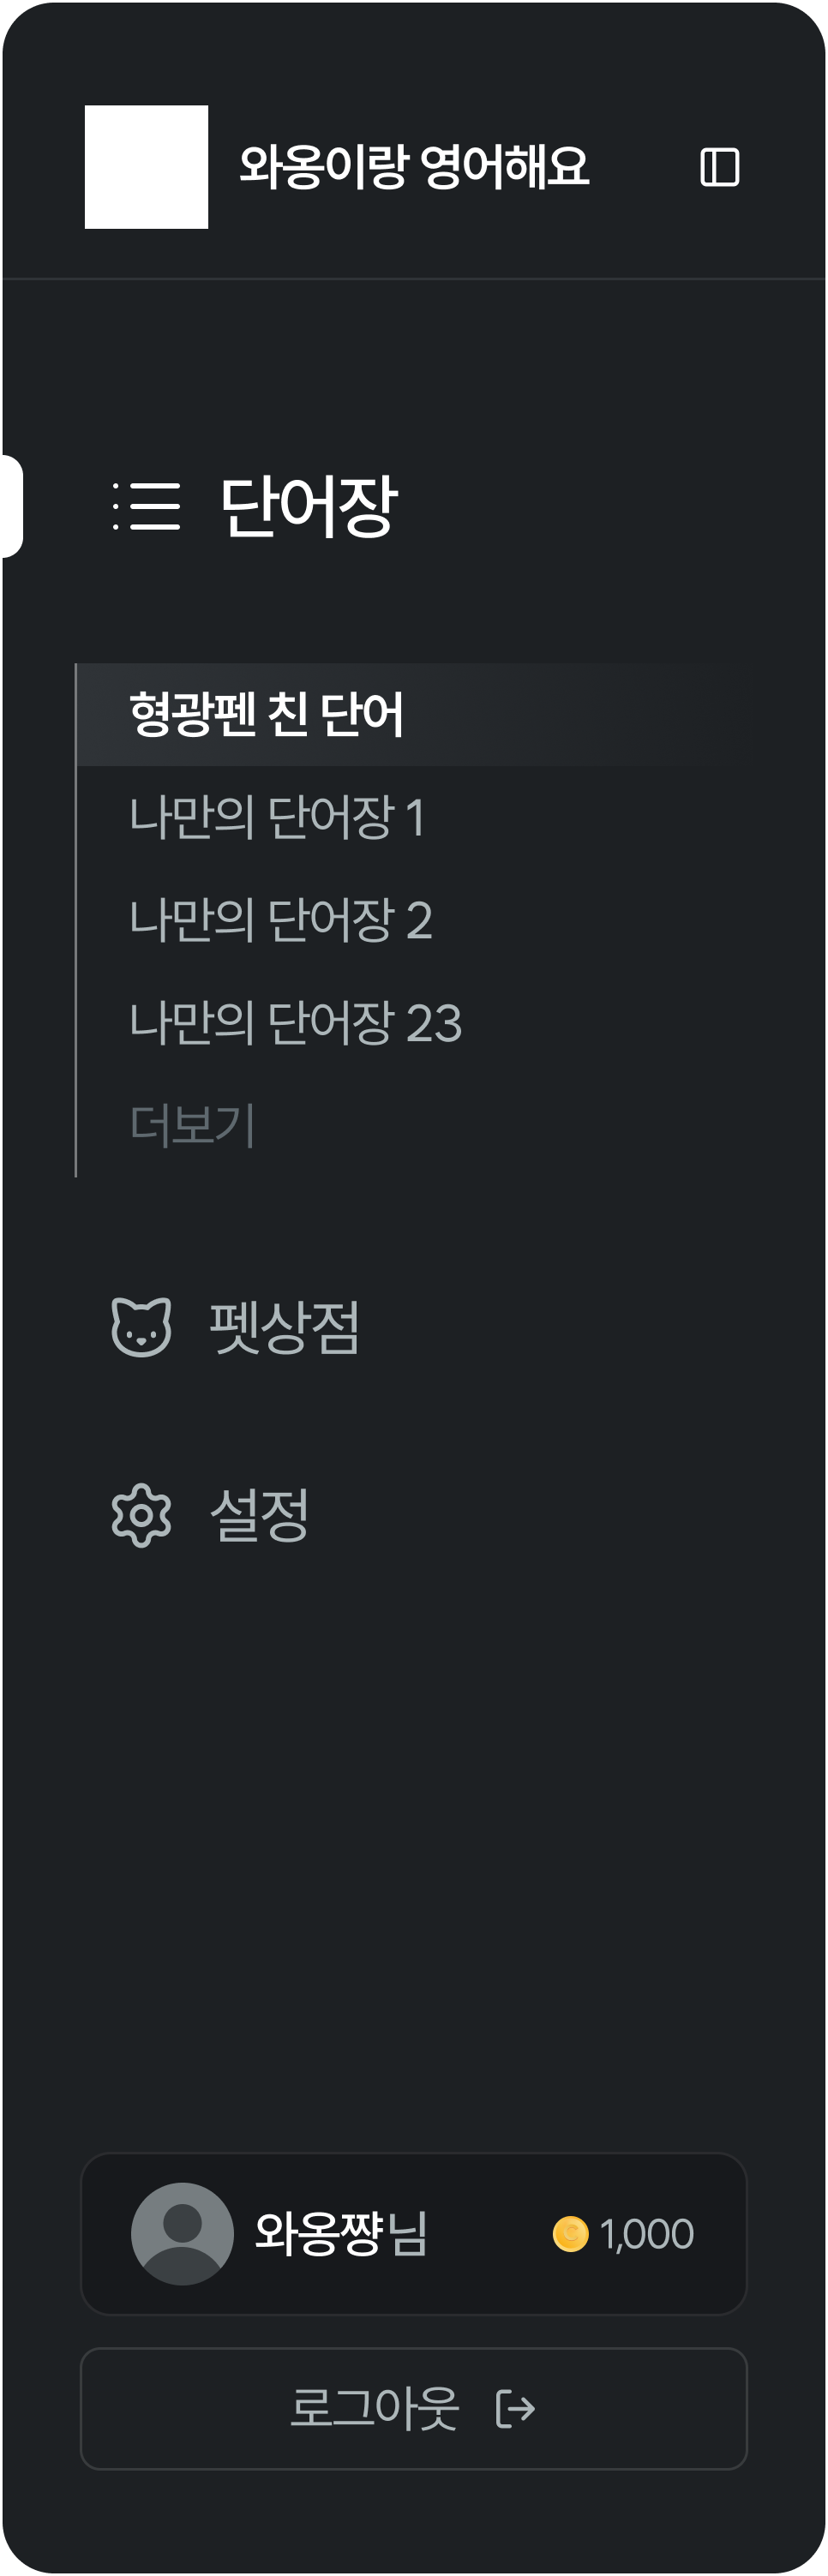 와옹이랑 영어해요
단어장
형광펜 친 단어
나만의 단어장 1
나만의 단어장 2
나만의 단어장 23
더보기
펫상점
설정
와옹쨩님 1,000
로그아웃